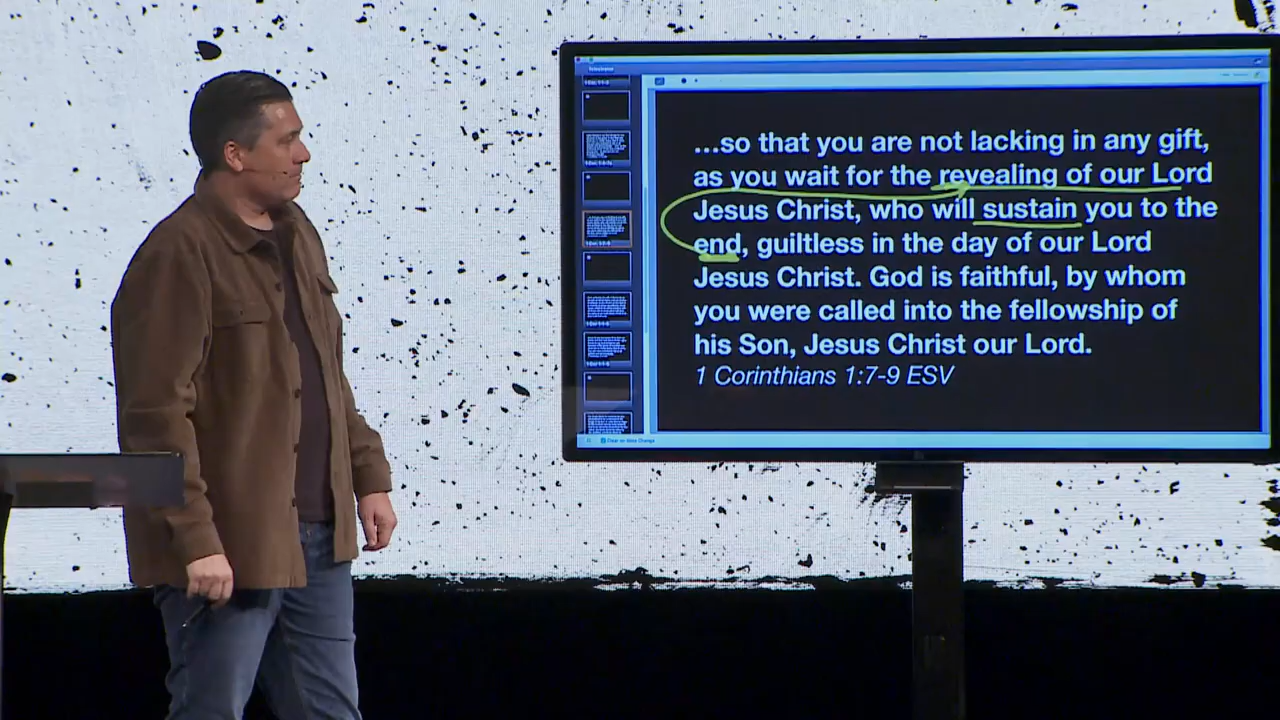 ...so that you are not lacking in any gift,
as you wait for the revealing of our Lord
Jesus Christ, who will sustain you to the
end, guiltless in the day of our Lord
Jesus Christ. God is faithful, by whom
you were called into the fellowship of
his Son, Jesus Christ our Lord.
1 Corinthians 1:7-9 ESV